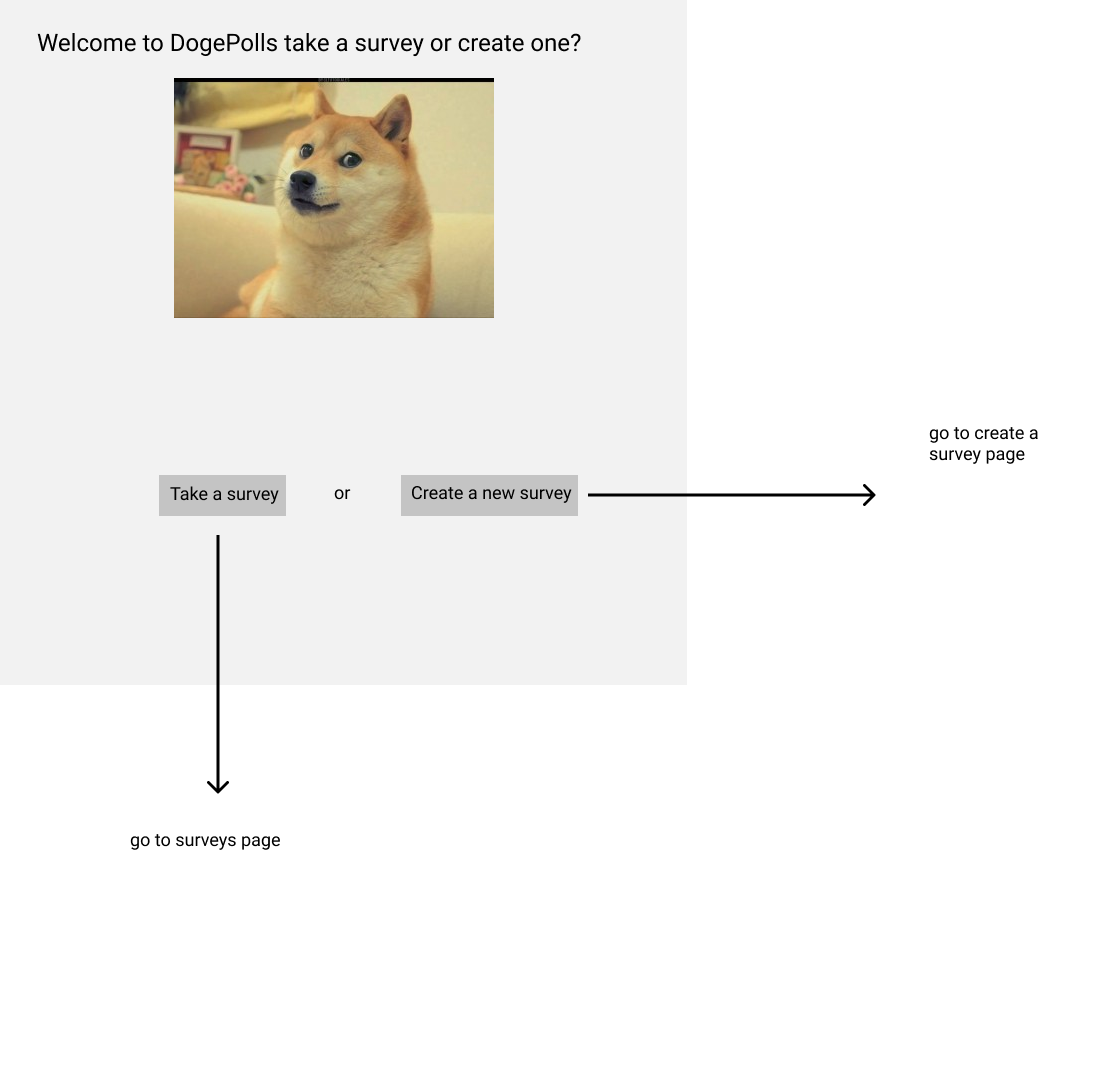 Welcome to DogePolls take a survey or create one?
go to create a
survey page
Take a survey
or
Create a new survey
go to surveys page